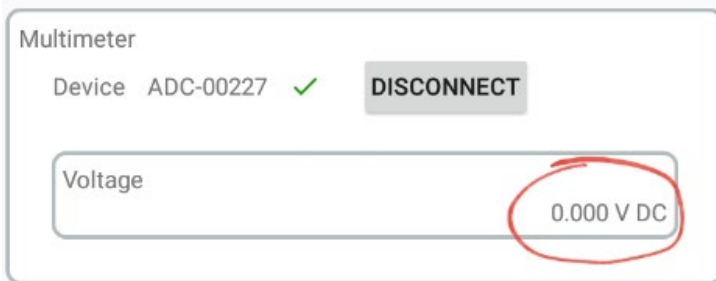 Multimeter
Device ADC-00227 ✓ DISCONNECT
Voltage
0.000 V DC